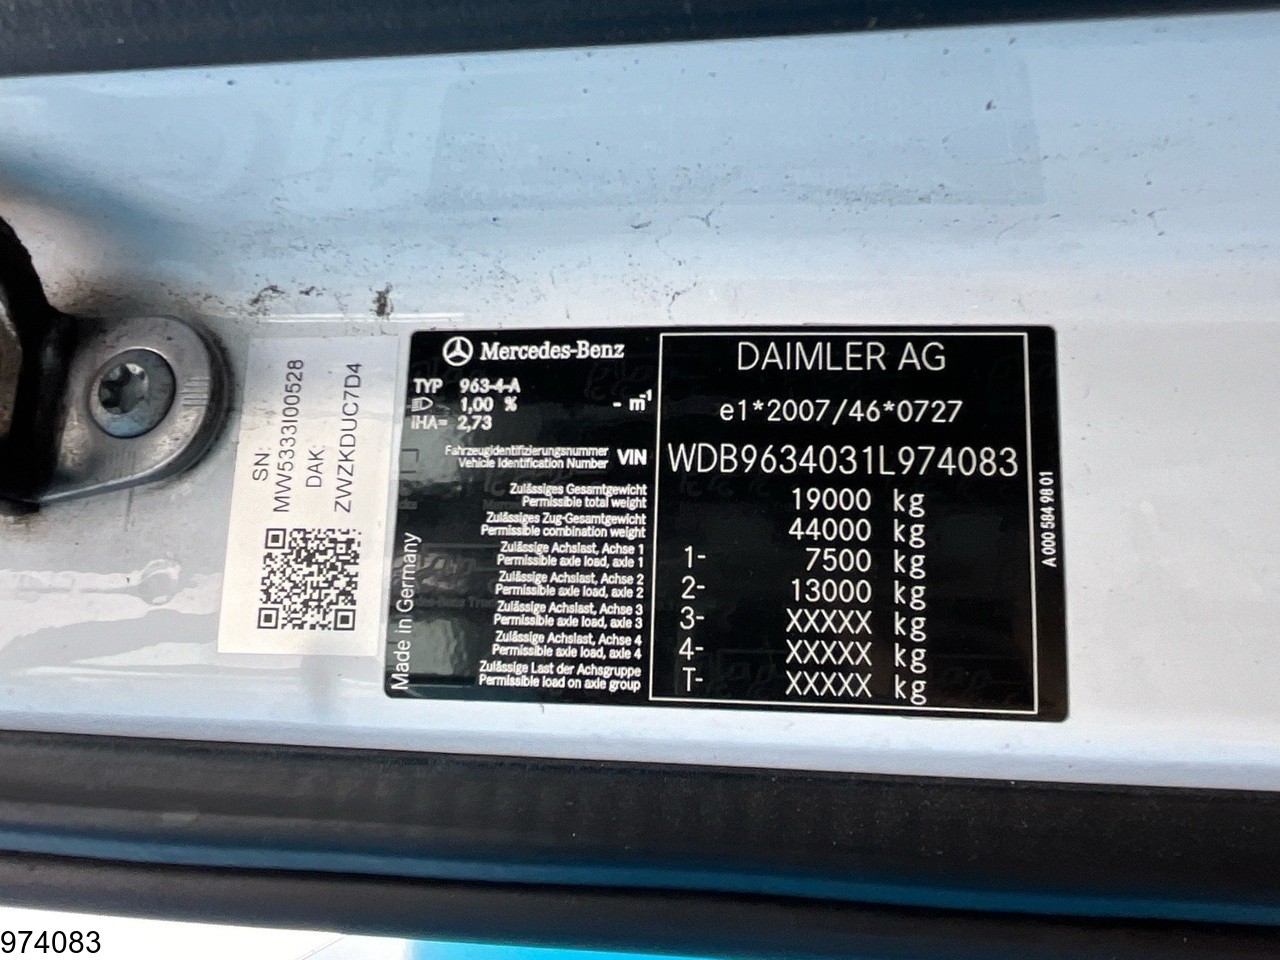 SN:
MW5333I00528
DAK:
ZWZKDUC7D4
Mercedes-Benz
TYP 963-4-A
1,00 % - m-1
iHA= 2,73
Fahrzeugidentifizierungsnummer
Vehicle Identification Number VIN
Zulässiges Gesamtgewicht
Permissible total weight
Zulässiges Zug-Gesamtgewicht
Permissible combination weight
Zulässige Achslast, Achse 1
Permissible axle load, axle 1
Zulässige Achslast, Achse 2
Permissible axle load, axle 2
Zulässige Achslast, Achse 3
Permissible axle load, axle 3
Zulässige Achslast, Achse 4
Permissible axle load, axle 4
Zulässige Last der Achsgruppe
Permissible load on axle group
Made in Germany
DAIMLER AG
e1*2007/46*0727
WDB9634031L974083
19000 kg
44000 kg
1- 7500 kg
2- 13000 kg
3- XXXXX kg
4- XXXXX kg
T- XXXXX kg
A 000 584 98 01
974083